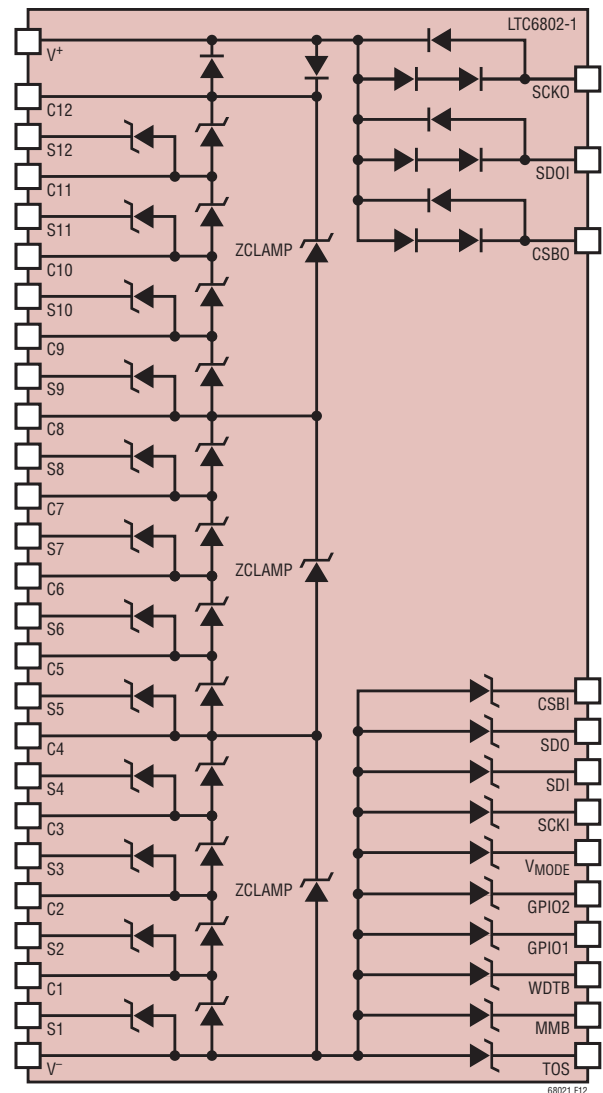 LTC6802-1
V+
SCKO
C12
S12
SDOI
C11
S11
ZCLAMP
CSBO
C10
S10
C9
S9
C8
S8
C7
S7
ZCLAMP
C6
S6
C5
S5
CSBI
C4
SDO
S4
SDI
C3
SCKI
S3
VMODE
C2
ZCLAMP
GPIO2
S2
GPIO1
C1
WDTB
S1
MMB
V–
TOS
68021 F12